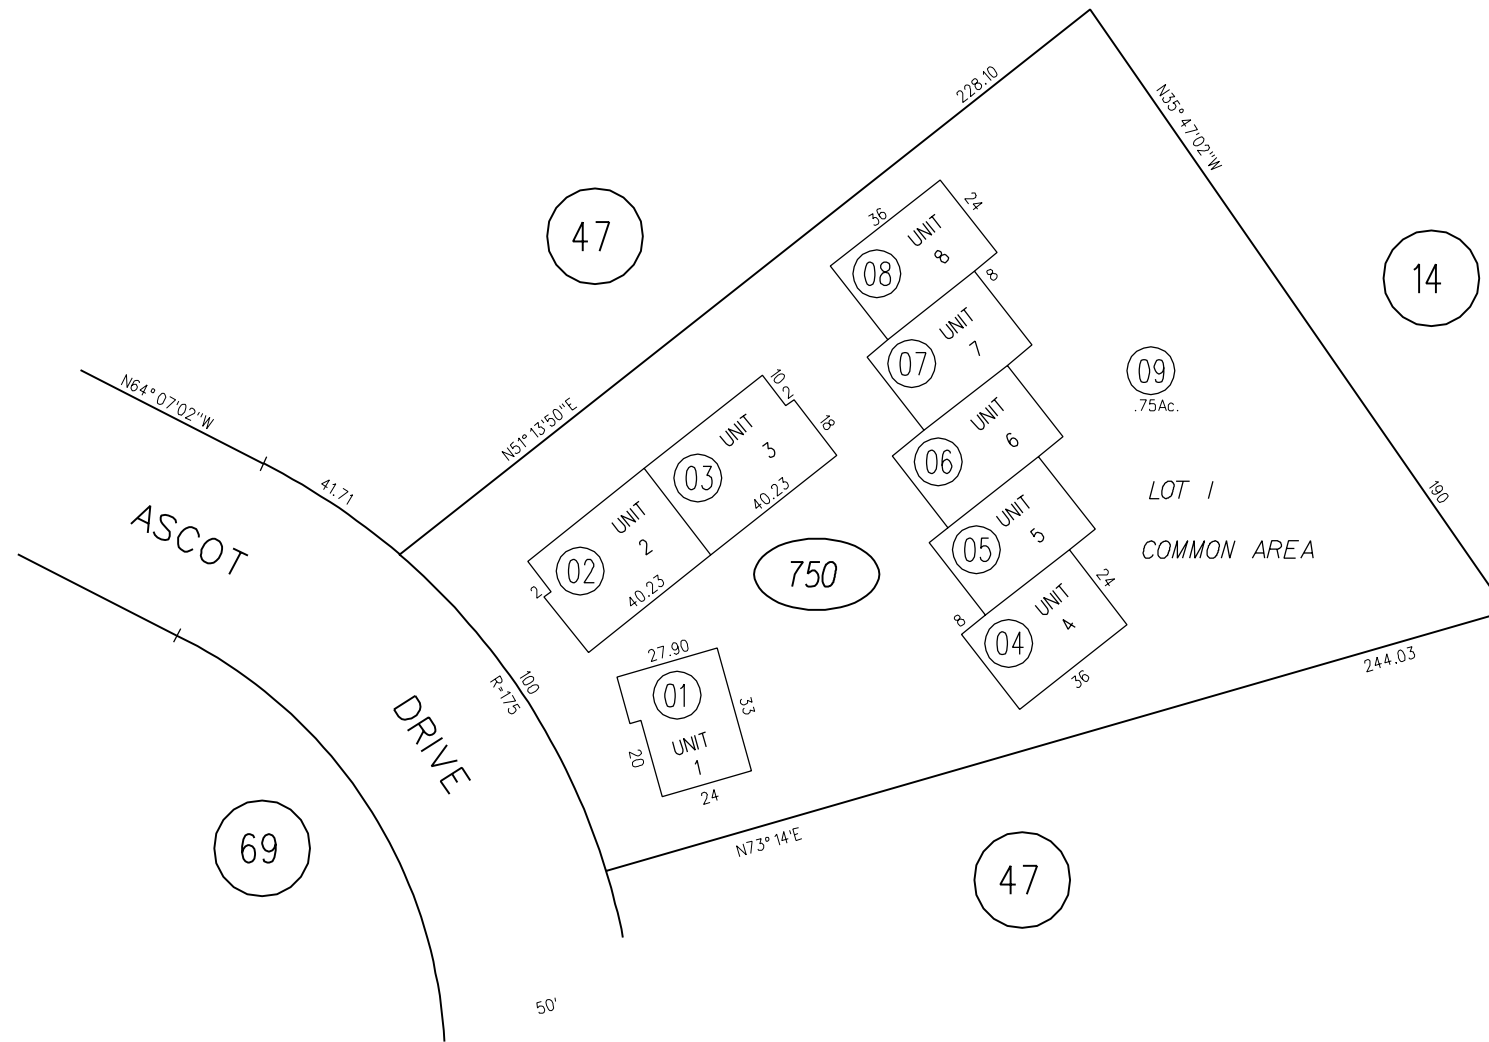 228.10
N35° 47'02"W
47
14
36
24
08
UNIT
8
8
07
UNIT
7
09
.75Ac.
N64° 07'02"W
N51° 13'50"E
10
2
18
03
UNIT
3
40.23
06
UNIT
6
LOT 1
190
41.71
ASCOT
02
UNIT
2
40.23
2
750
05
UNIT
5
COMMON AREA
24
8
04
UNIT
4
36
27.90
01
UNIT
1
33
20
24
100
R=175
DRIVE
244.03
N73° 14'E
69
47
50'